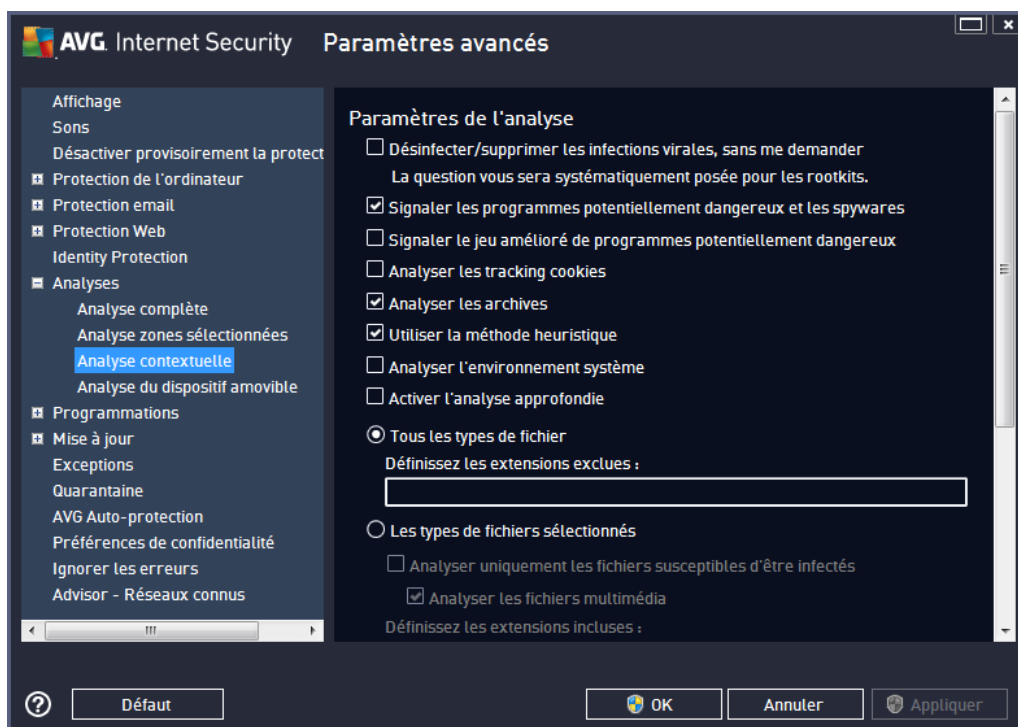 AVG. Internet Security Paramètres avancés
Affichage
Sons
Désactiver provisoirement la protect
Protection de l'ordinateur
Protection email
Protection Web
Identity Protection
Analyses
Analyse complète
Analyse zones sélectionnées
Analyse contextuelle
Analyse du dispositif amovible
Programmations
Mise à jour
Exceptions
Quarantaine
AVG Auto-protection
Préférences de confidentialité
Ignorer les erreurs
Advisor - Réseaux connus
Paramètres de l'analyse
Désinfecter/supprimer les infections virales, sans me demander
La question vous sera systématiquement posée pour les rootkits.
Signaler les programmes potentiellement dangereux et les spywares
Signaler le jeu amélioré de programmes potentiellement dangereux
Analyser les tracking cookies
Analyser les archives
Utiliser la méthode heuristique
Analyser l'environnement système
Activer l'analyse approfondie
Tous les types de fichier
Définissez les extensions exclues :
Les types de fichiers sélectionnés
Analyser uniquement les fichiers susceptibles d'être infectés
Analyser les fichiers multimédia
Définissez les extensions incluses :
? Défaut OK Annuler Appliquer